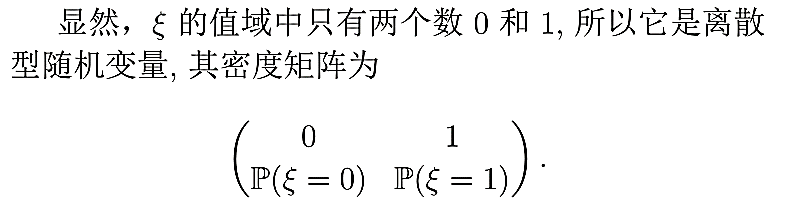 显然，ξ 的值域中只有两个数 0 和 1, 所以它是离散
型随机变量, 其密度矩阵为
0 1
ℙ(ξ = 0) ℙ(ξ = 1) .